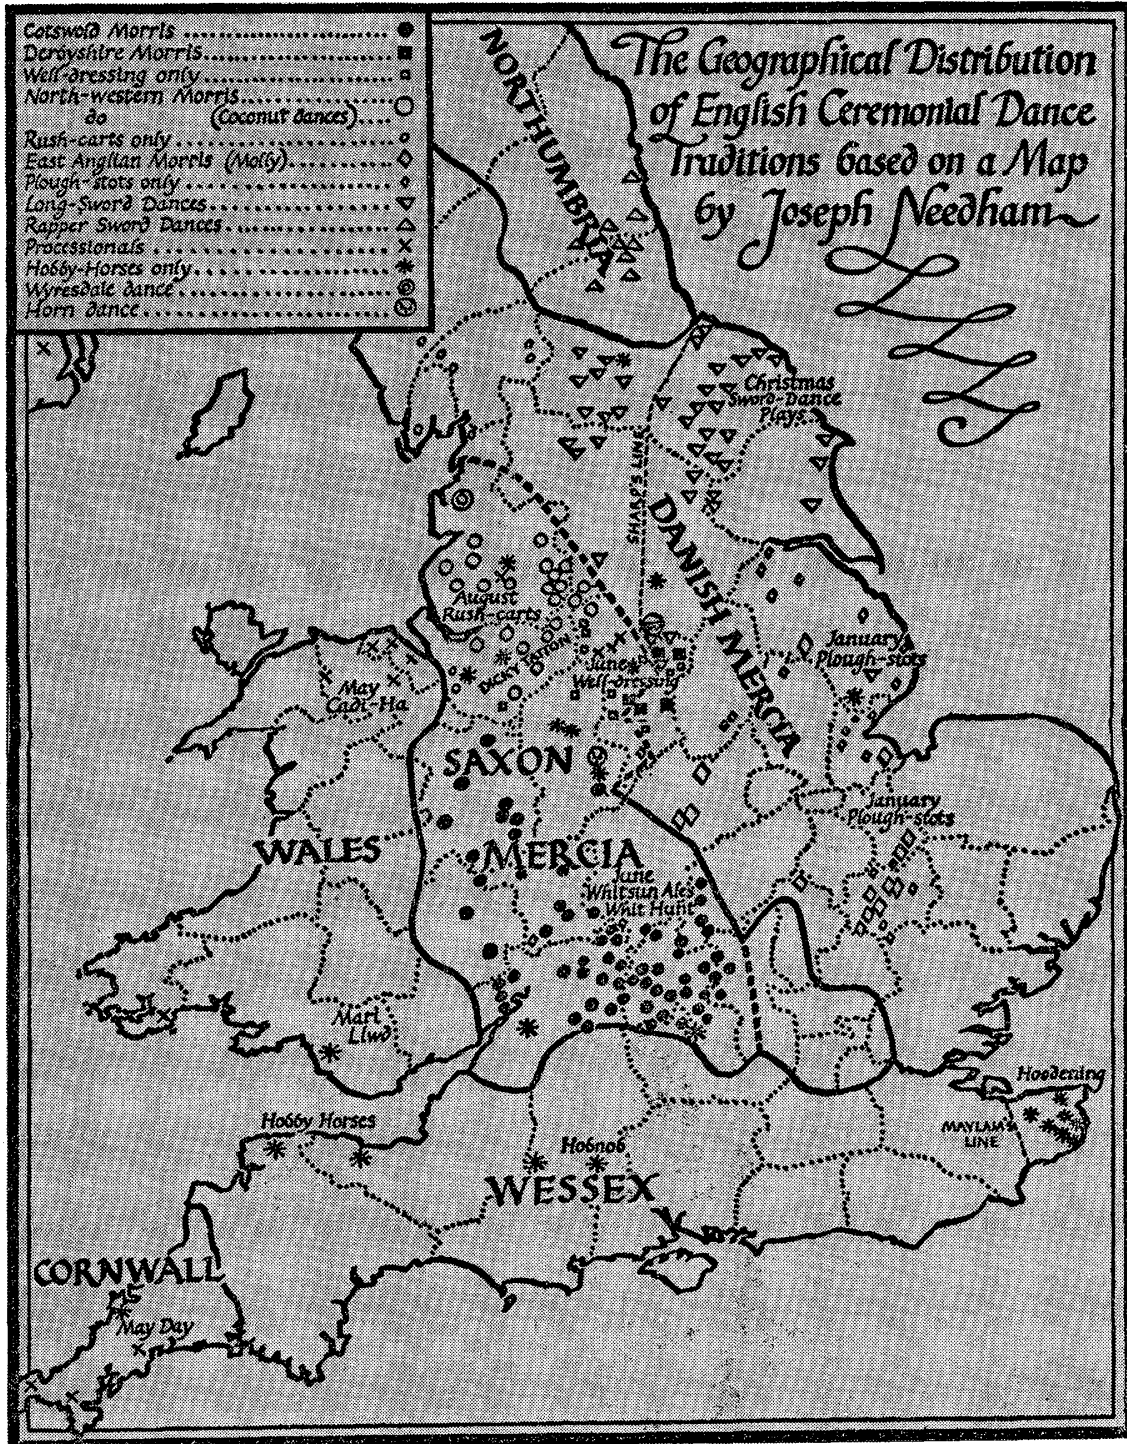 The Geographical Distribution
of English Ceremonial Dance
Traditions based on a Map
by Joseph Needham
Cotswold Morris
Derbyshire Morris
Well-dressing only
North-western Morris
do (Coconut dances)
Rush-carts only
East Anglian Morris (Molly)
Plough-stots only
Long-Sword Dances
Rapper Sword Dances
Processionals
Hobby-Horses only
Wyresdale dance
Horn dance
NORTHUMBRIA
Christmas
Sword-Dance
Plays
SHARP'S LINE
DANISH MERCIA
August
Rush-carts
DICKY TATTON
June
Well-dressing
January
Plough-stots
May
Cadi-Ha
SAXON
MERCIA
January
Plough-stots
WALES
June
Whitsun Ales
Whit Hunt
Mari
Llwd
Hoodening
MAYLAM'S
LINE
Hobby Horses
Hobnob
WESSEX
CORNWALL
May Day